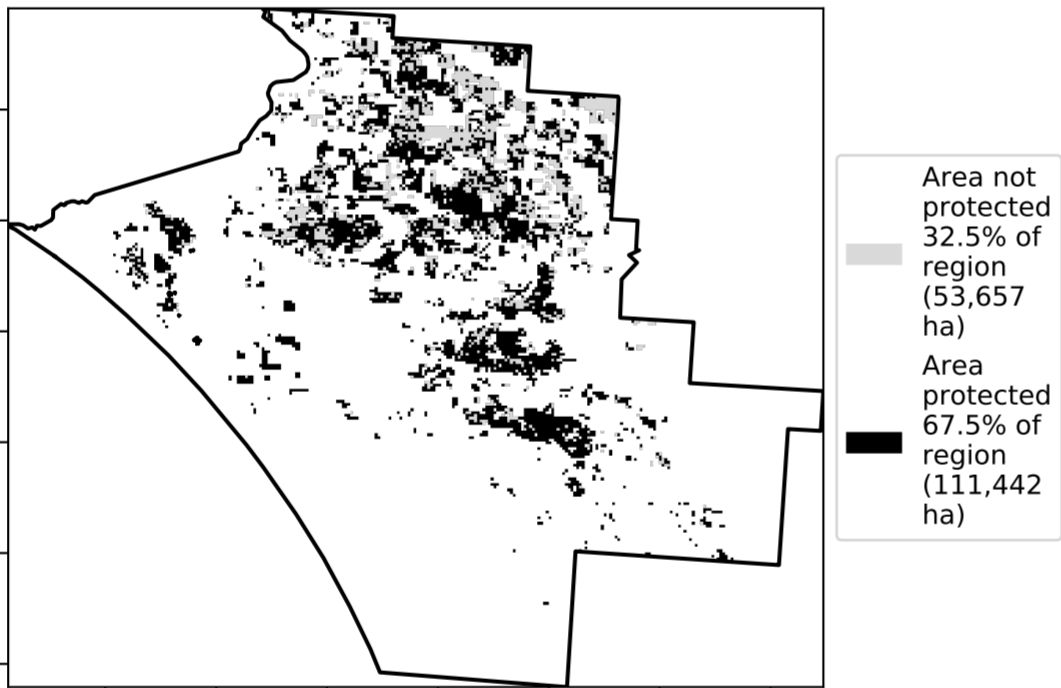 Area not
protected
32.5% of
region
(53,657
ha)
Area
protected
67.5% of
region
(111,442
ha)